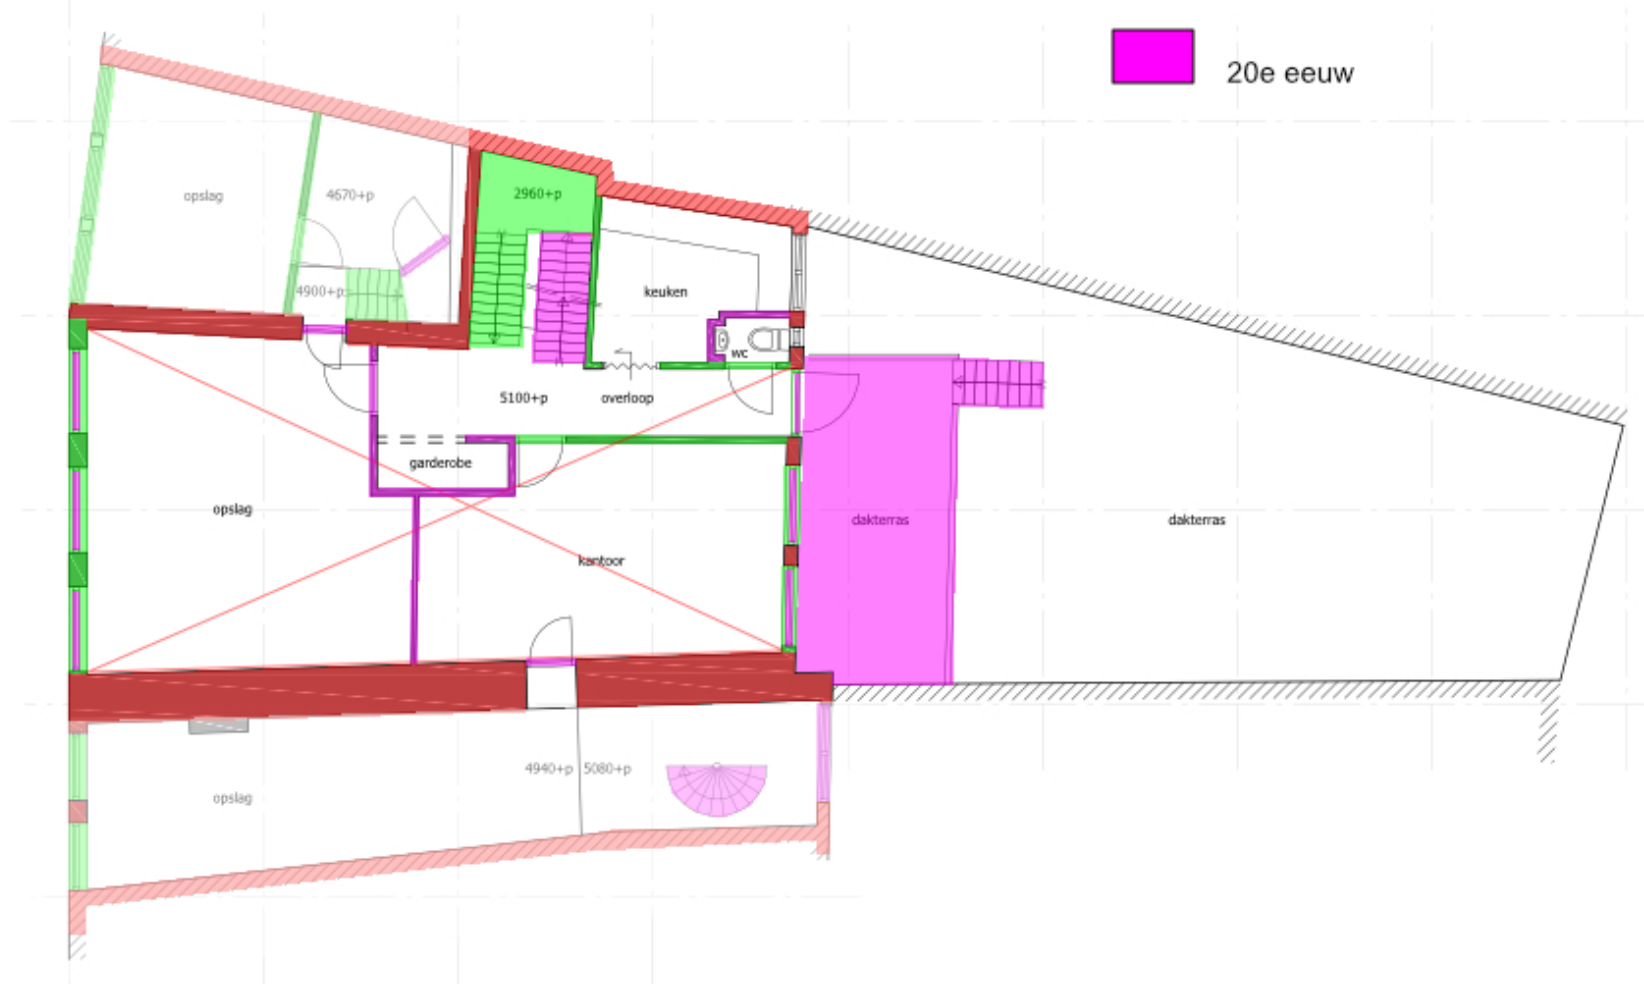 20e eeuw
2960+p
opslag
4670+p
4900+p
keuken
wc
5100+p
overloop
garderobe
opslag
dakterras
dakterras
kantoor
4940+p
5080+p
opslag